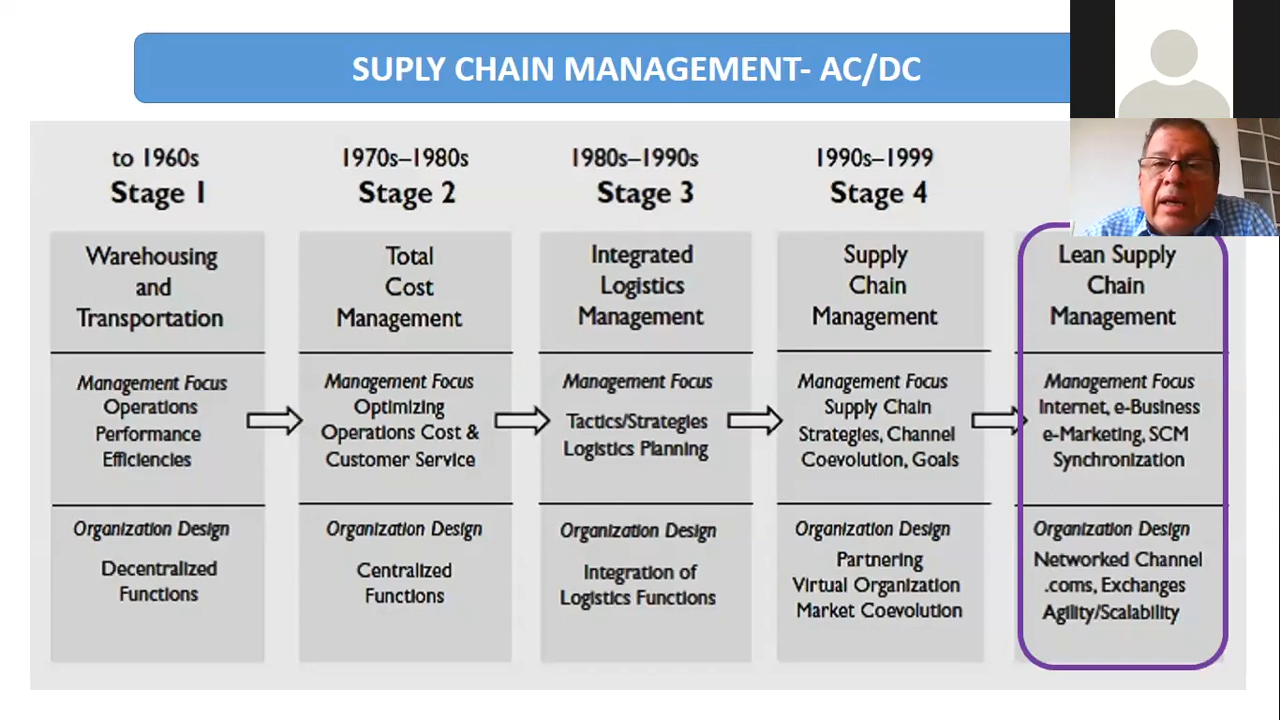 SUPLY CHAIN MANAGEMENT- AC/DC
to 1960s
Stage 1
Warehousing
and
Transportation
Management Focus
Operations
Performance
Efficiencies
Organization Design
Decentralized
Functions
1970s–1980s
Stage 2
Total
Cost
Management
Management Focus
Optimizing
Operations Cost &
Customer Service
Organization Design
Centralized
Functions
1980s–1990s
Stage 3
Integrated
Logistics
Management
Management Focus
Tactics/Strategies
Logistics Planning
Organization Design
Integration of
Logistics Functions
1990s–1999
Stage 4
Supply
Chain
Management
Management Focus
Supply Chain
Strategies, Channel
Coevolution, Goals
Organization Design
Partnering
Virtual Organization
Market Coevolution
Lean Supply
Chain
Management
Management Focus
Internet, e-Business
e-Marketing, SCM
Synchronization
Organization Design
Networked Channel
.coms, Exchanges
Agility/Scalability